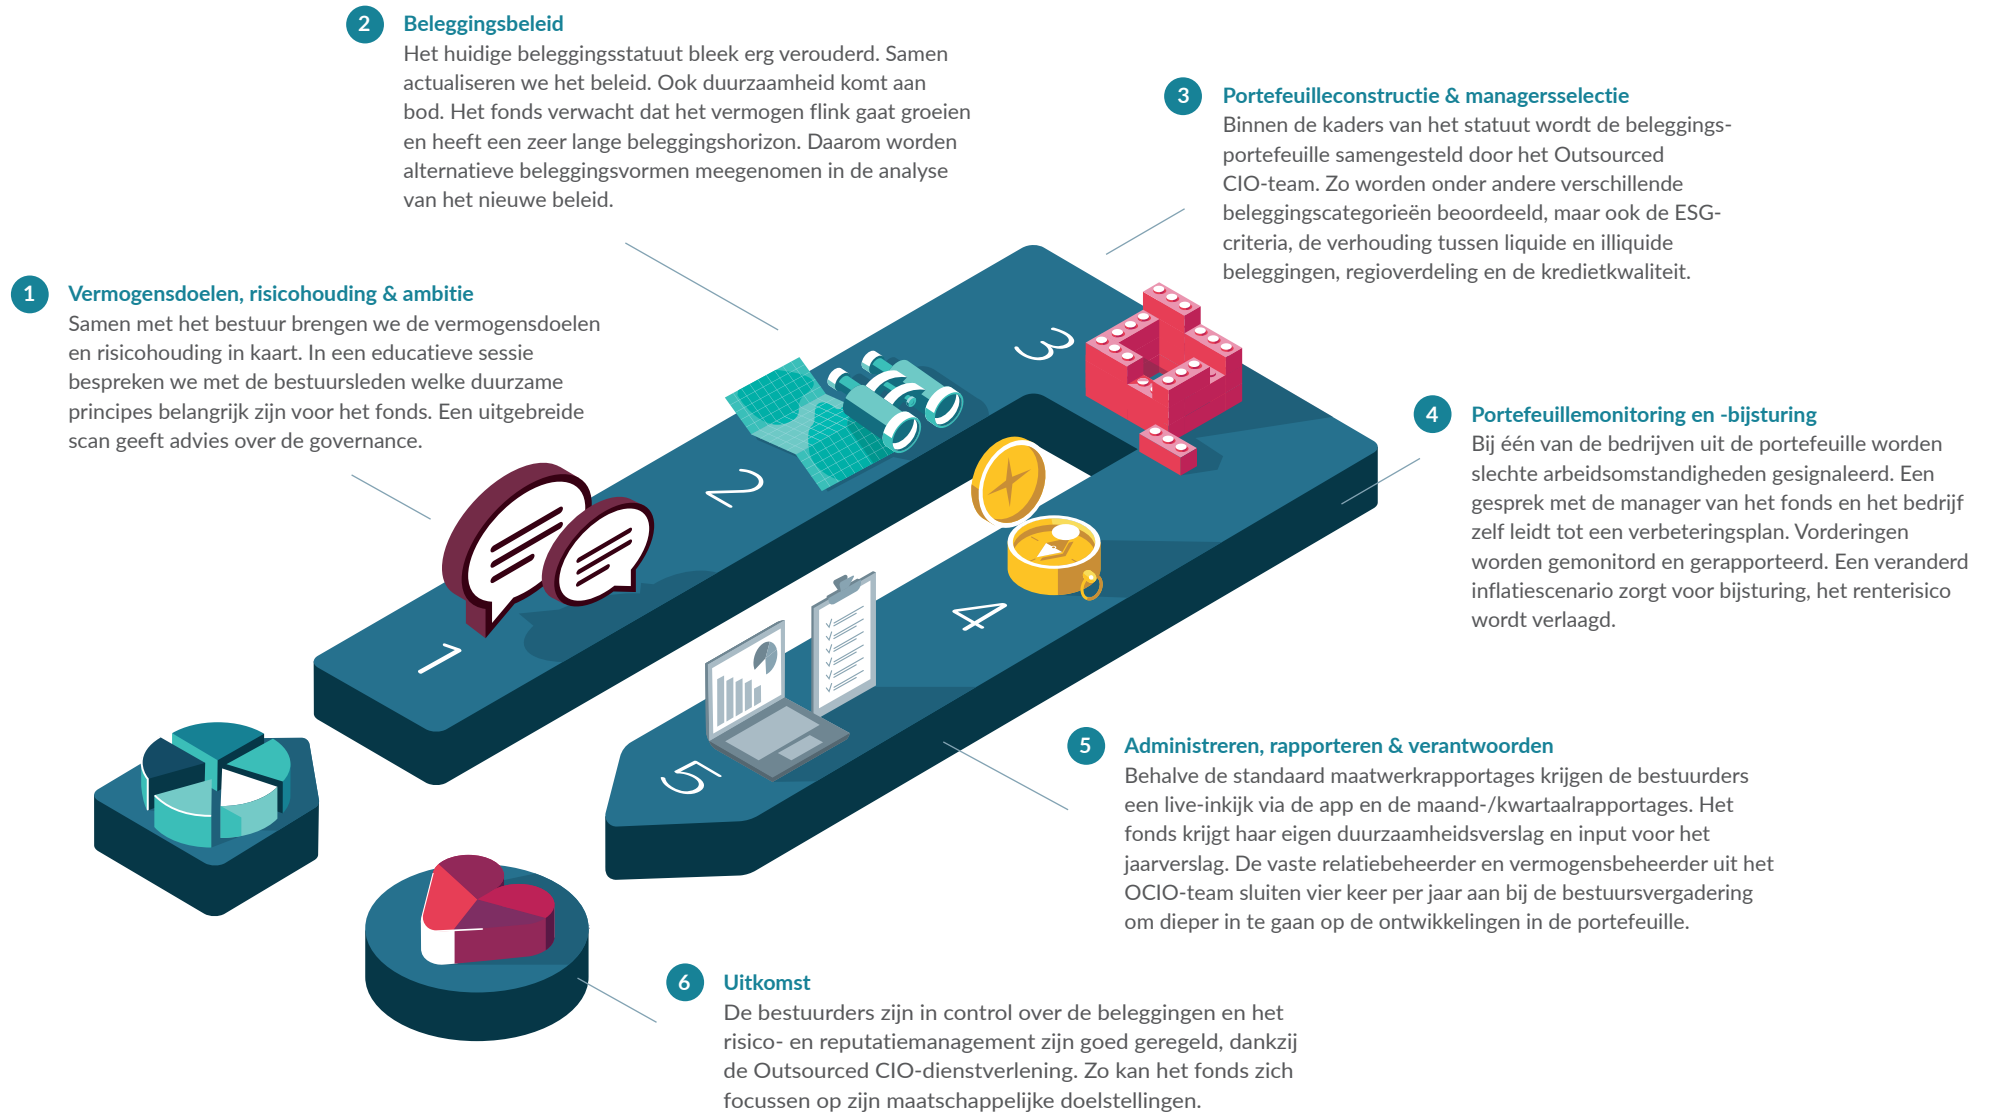 2 Beleggingsbeleid
Het huidige beleggingsstatuut bleek erg verouderd. Samen
actualiseren we het beleid. Ook duurzaamheid komt aan
bod. Het fonds verwacht dat het vermogen flink gaat groeien
en heeft een zeer lange beleggingshorizon. Daarom worden
alternatieve beleggingsvormen meegenomen in de analyse
van het nieuwe beleid.
3 Portefeuilleconstructie & managersselectie
Binnen de kaders van het statuut wordt de beleggings-
portefeuille samengesteld door het Outsourced
CIO-team. Zo worden onder andere verschillende
beleggingscategorieën beoordeeld, maar ook de ESG-
criteria, de verhouding tussen liquide en illiquide
beleggingen, regioverdeling en de kredietkwaliteit.
1 Vermogensdoelen, risicohouding & ambitie
Samen met het bestuur brengen we de vermogensdoelen
en risicohouding in kaart. In een educatieve sessie
bespreken we met de bestuursleden welke duurzame
principes belangrijk zijn voor het fonds. Een uitgebreide
scan geeft advies over de governance.
3
4 Portefeuillemonitoring en -bijsturing
Bij één van de bedrijven uit de portefeuille worden
slechte arbeidsomstandigheden gesignaleerd. Een
gesprek met de manager van het fonds en het bedrijf
zelf leidt tot een verbeteringsplan. Vorderingen
worden gemonitord en gerapporteerd. Een veranderd
inflatiescenario zorgt voor bijsturing, het renterisico
wordt verlaagd.
2
4
1
5
5 Administreren, rapporteren & verantwoorden
Behalve de standaard maatwerkrapportages krijgen de bestuurders
een live-inkijk via de app en de maand-/kwartaalrapportages. Het
fonds krijgt haar eigen duurzaamheidsverslag en input voor het
jaarverslag. De vaste relatiebeheerder en vermogensbeheerder uit het
OCIO-team sluiten vier keer per jaar aan bij de bestuursvergadering
om dieper in te gaan op de ontwikkelingen in de portefeuille.
6 Uitkomst
De bestuurders zijn in control over de beleggingen en het
risico- en reputatiemanagement zijn goed geregeld, dankzij
de Outsourced CIO-dienstverlening. Zo kan het fonds zich
focussen op zijn maatschappelijke doelstellingen.